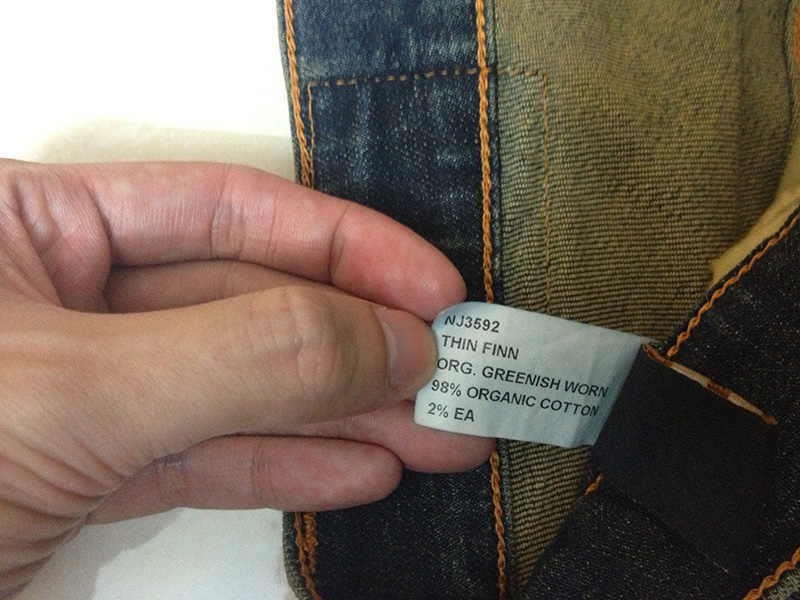 NJ3592
THIN FINN
ORG. GREENISH WORN
98% ORGANIC COTTON
2% EA